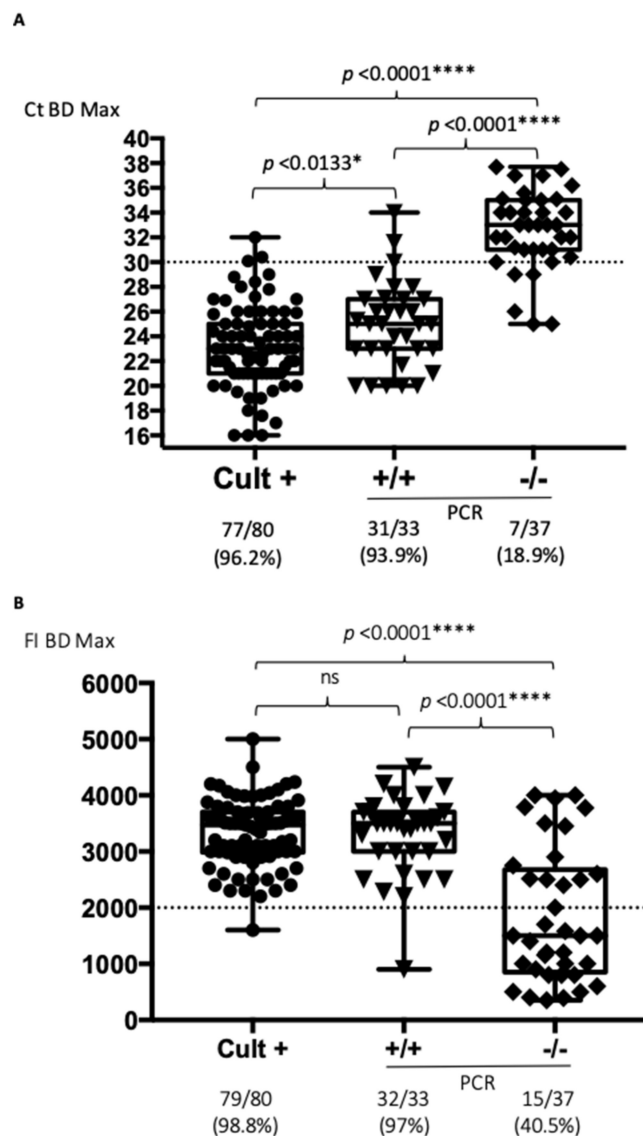 A
p <0.0001****
Ct BD Max
p <0.0001****
p <0.0133*
40
38
36
34
32
30
28
26
24
22
20
18
16
Cult + +/+ -/-
PCR
77/80 31/33 7/37
(96.2%) (93.9%) (18.9%)
B
p <0.0001****
FI BD Max
ns
p <0.0001****
6000
5000
4000
3000
2000
1000
0
Cult + +/+ -/-
PCR
79/80 32/33 15/37
(98.8%) (97%) (40.5%)